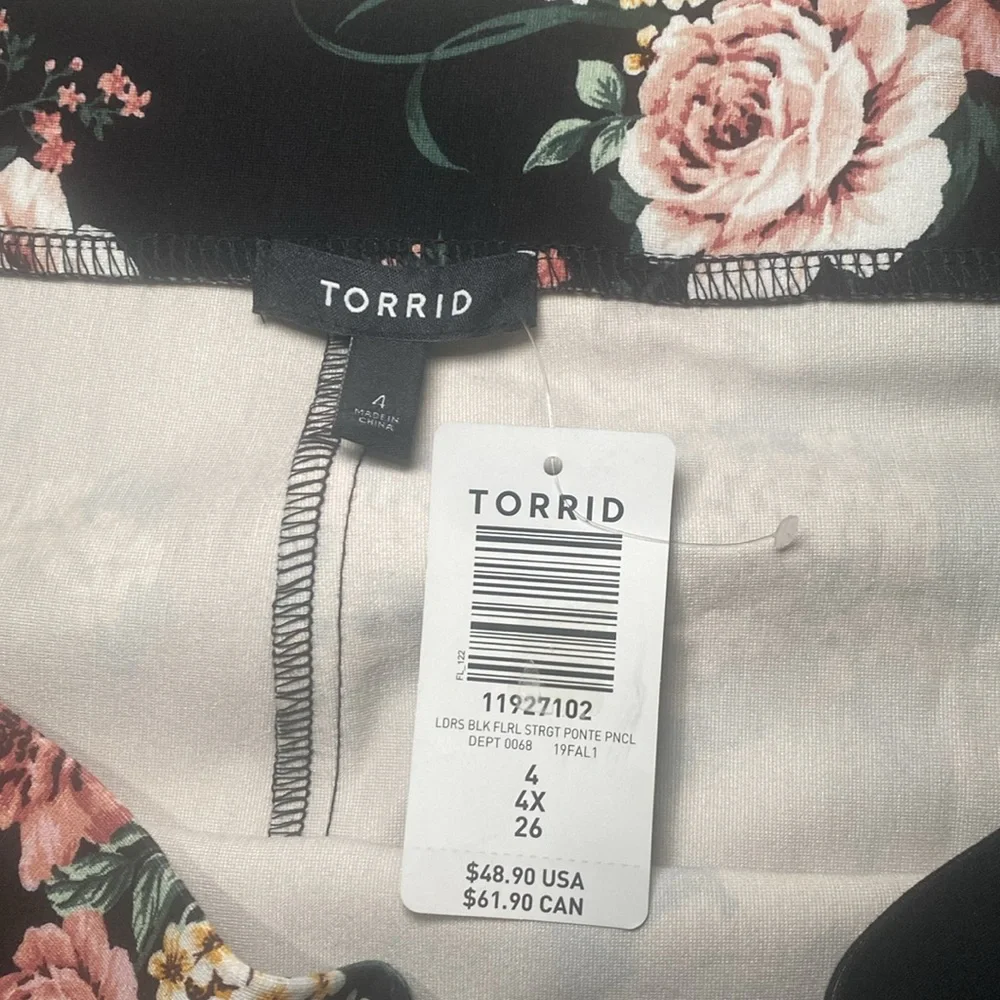 TORRID
4
MADE IN
CHINA
TORRID
FL_122
11927102
LDRS BLK FLRL STRGT PONTE PNCL
DEPT 0068 19FAL1
4
4X
26
$48.90 USA
$61.90 CAN